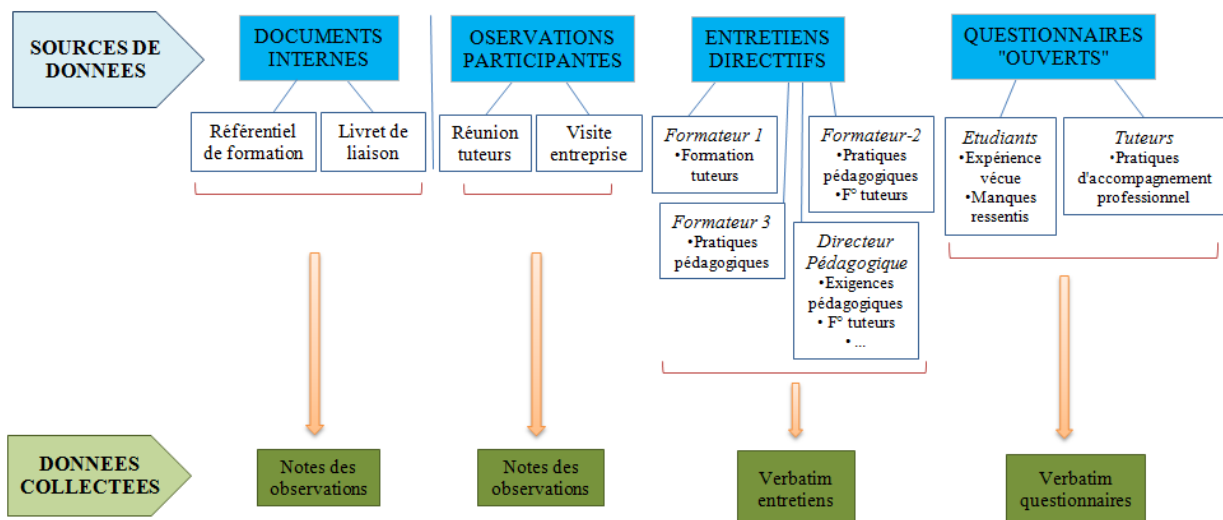 SOURCES DE
DONNEES
DOCUMENTS
INTERNES
OSERVATIONS
PARTICIPANTES
ENTRETIENS
DIRECTTIFS
QUESTIONNAIRES
"OUVERTS"
Référentiel
de formation
Livret de
liaison
Réunion
tuteurs
Visite
entreprise
Formateur 1
•Formation
tuteurs
Formateur-2
•Pratiques
pédagogiques
•F° tuteurs
Formateur 3
•Pratiques
pédagogiques
Directeur
Pédagogique
•Exigences
pédagogiques
• F° tuteurs
• ...
Etudiants
•Expérience
vécue
•Manques
ressentis
Tuteurs
•Pratiques
d'accompagnement
professionnel
DONNEES
COLLECTEES
Notes des
observations
Notes des
observations
Verbatim
entretiens
Verbatim
questionnaires